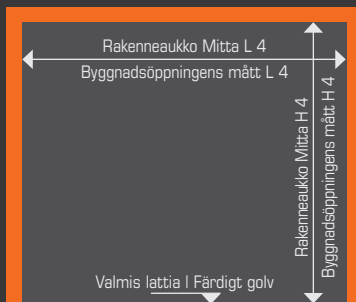 Rakenneaukko Mitta L 4
Byggnadsöppningens mått L 4
Rakenneaukko Mitta H 4
Byggnadsöppningens mått H 4
Valmis lattia | Färdigt golv